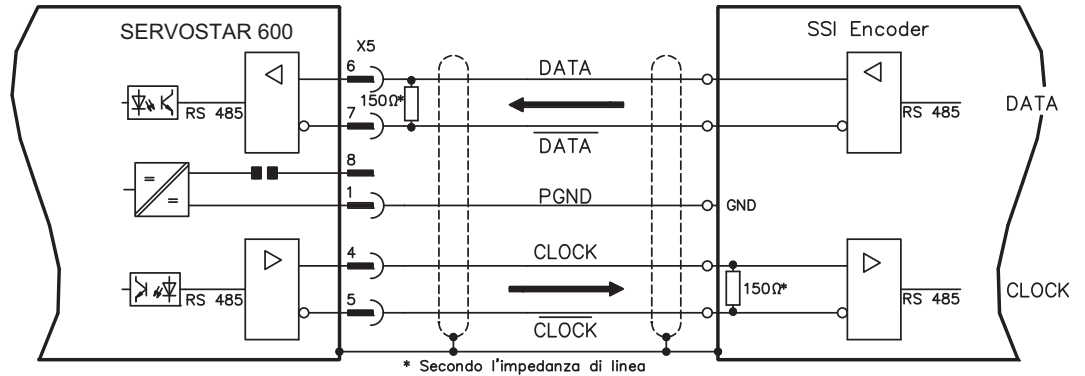 SERVOSTAR 600
X5
SSI Encoder
6
DATA
150Ω*
RS 485
7
DATA
RS 485
DATA
8
1
PGND
GND
4
CLOCK
150Ω*
RS 485
5
CLOCK
RS 485
CLOCK
* Secondo l'impedanza di linea